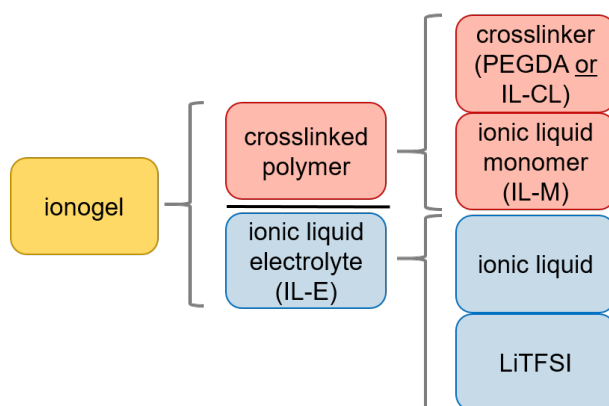 ionogel
crosslinked
polymer
ionic liquid
electrolyte
(IL-E)
crosslinker
(PEGDA or
IL-CL)
ionic liquid
monomer
(IL-M)
ionic liquid
LiTFSI